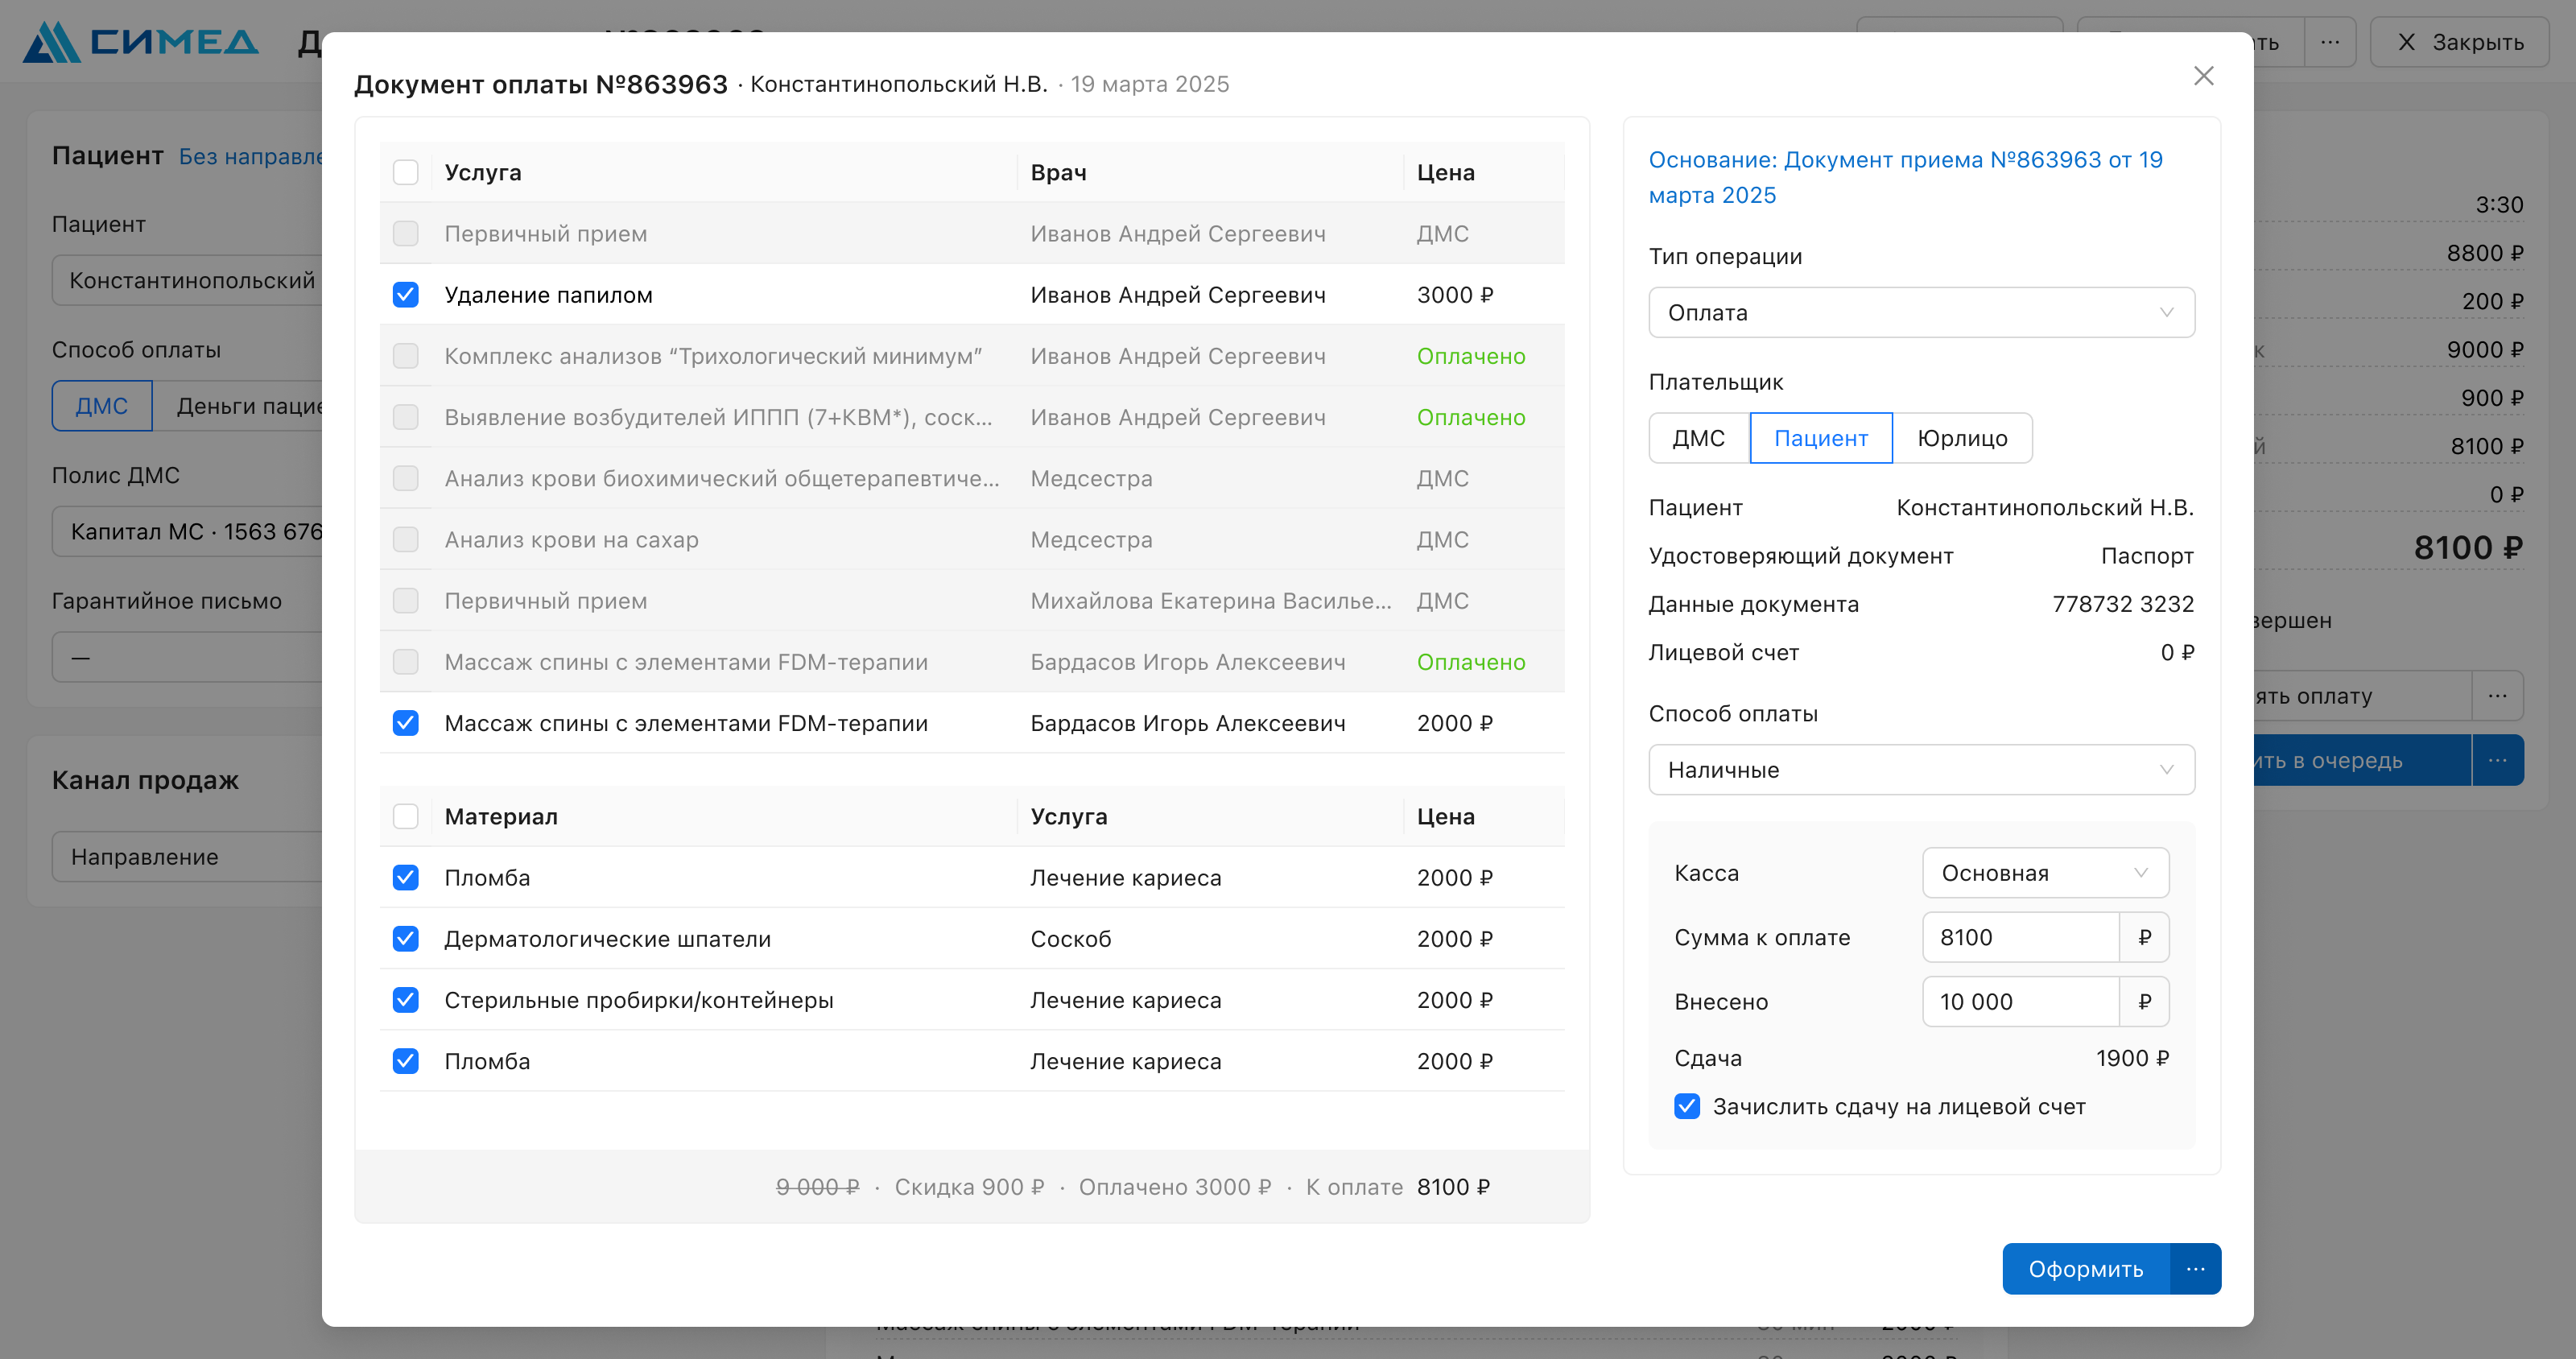 СИМЕД
Закрыть
Документ оплаты №863963 · Константинопольский Н.В. · 19 марта 2025
Пациент Без направле
Пациент
Константинопольский
Способ оплаты
ДМС Деньги пацие
Полис ДМС
Капитал МС · 1563 676
Гарантийное письмо
—
Канал продаж
Направление
Услуга Врач Цена
Первичный прием Иванов Андрей Сергеевич ДМС
Удаление папилом Иванов Андрей Сергеевич 3000 ₽
Комплекс анализов “Трихологический минимум” Иванов Андрей Сергеевич Оплачено
Выявление возбудителей ИППП (7+КВМ*), соск... Иванов Андрей Сергеевич Оплачено
Анализ крови биохимический общетерапевтиче... Медсестра ДМС
Анализ крови на сахар Медсестра ДМС
Первичный прием Михайлова Екатерина Василье... ДМС
Массаж спины с элементами FDM-терапии Бардасов Игорь Алексеевич Оплачено
Массаж спины с элементами FDM-терапии Бардасов Игорь Алексеевич 2000 ₽
Материал Услуга Цена
Пломба Лечение кариеса 2000 ₽
Дерматологические шпатели Соскоб 2000 ₽
Стерильные пробирки/контейнеры Лечение кариеса 2000 ₽
Пломба Лечение кариеса 2000 ₽
9 000 ₽ · Скидка 900 ₽ · Оплачено 3000 ₽ · К оплате 8100 ₽
Основание: Документ приема №863963 от 19
марта 2025
Тип операции
Оплата
Плательщик
ДМС Пациент Юрлицо
Пациент Константинопольский Н.В.
Удостоверяющий документ Паспорт
Данные документа 778732 3232
Лицевой счет 0 ₽
Способ оплаты
Наличные
Касса Основная
Сумма к оплате 8100 ₽
Внесено 10 000 ₽
Сдача 1900 ₽
Зачислить сдачу на лицевой счет
Оформить ...
3:30
8800 ₽
200 ₽
к 9000 ₽
900 ₽
й 8100 ₽
0 ₽
8100 ₽
вершен
ять оплату ...
ить в очередь ...